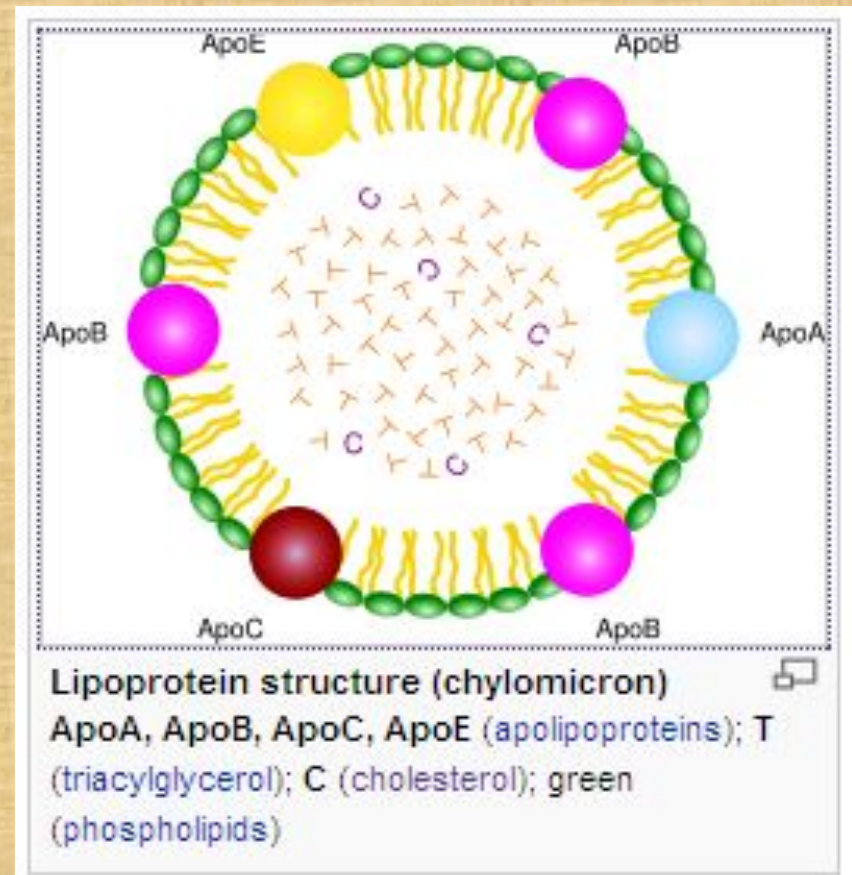 ApoE
ApoB
ApoB
ApoA
ApoC
ApoB
Lipoprotein structure (chylomicron)
ApoA, ApoB, ApoC, ApoE (apolipoproteins); T
(triacylglycerol); C (cholesterol); green
(phospholipids)